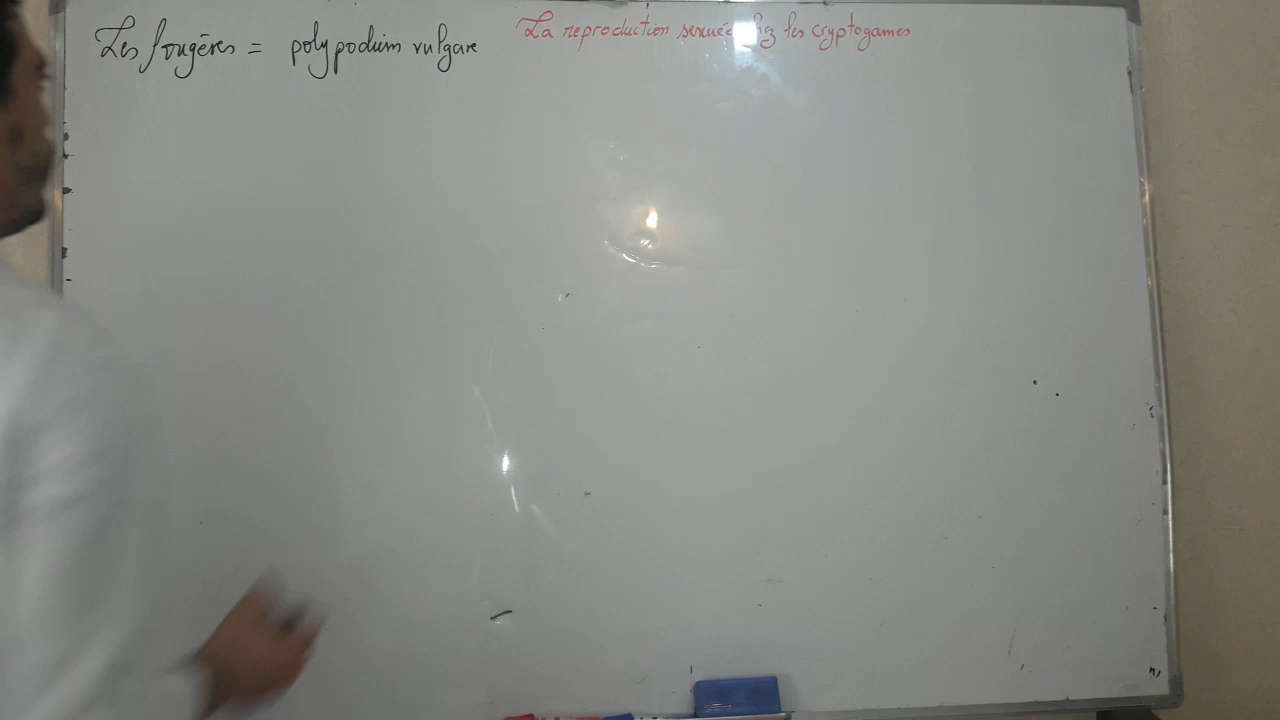 La reproduction sexuée chez les cryptogames
Les fougères = polypodium vulgare